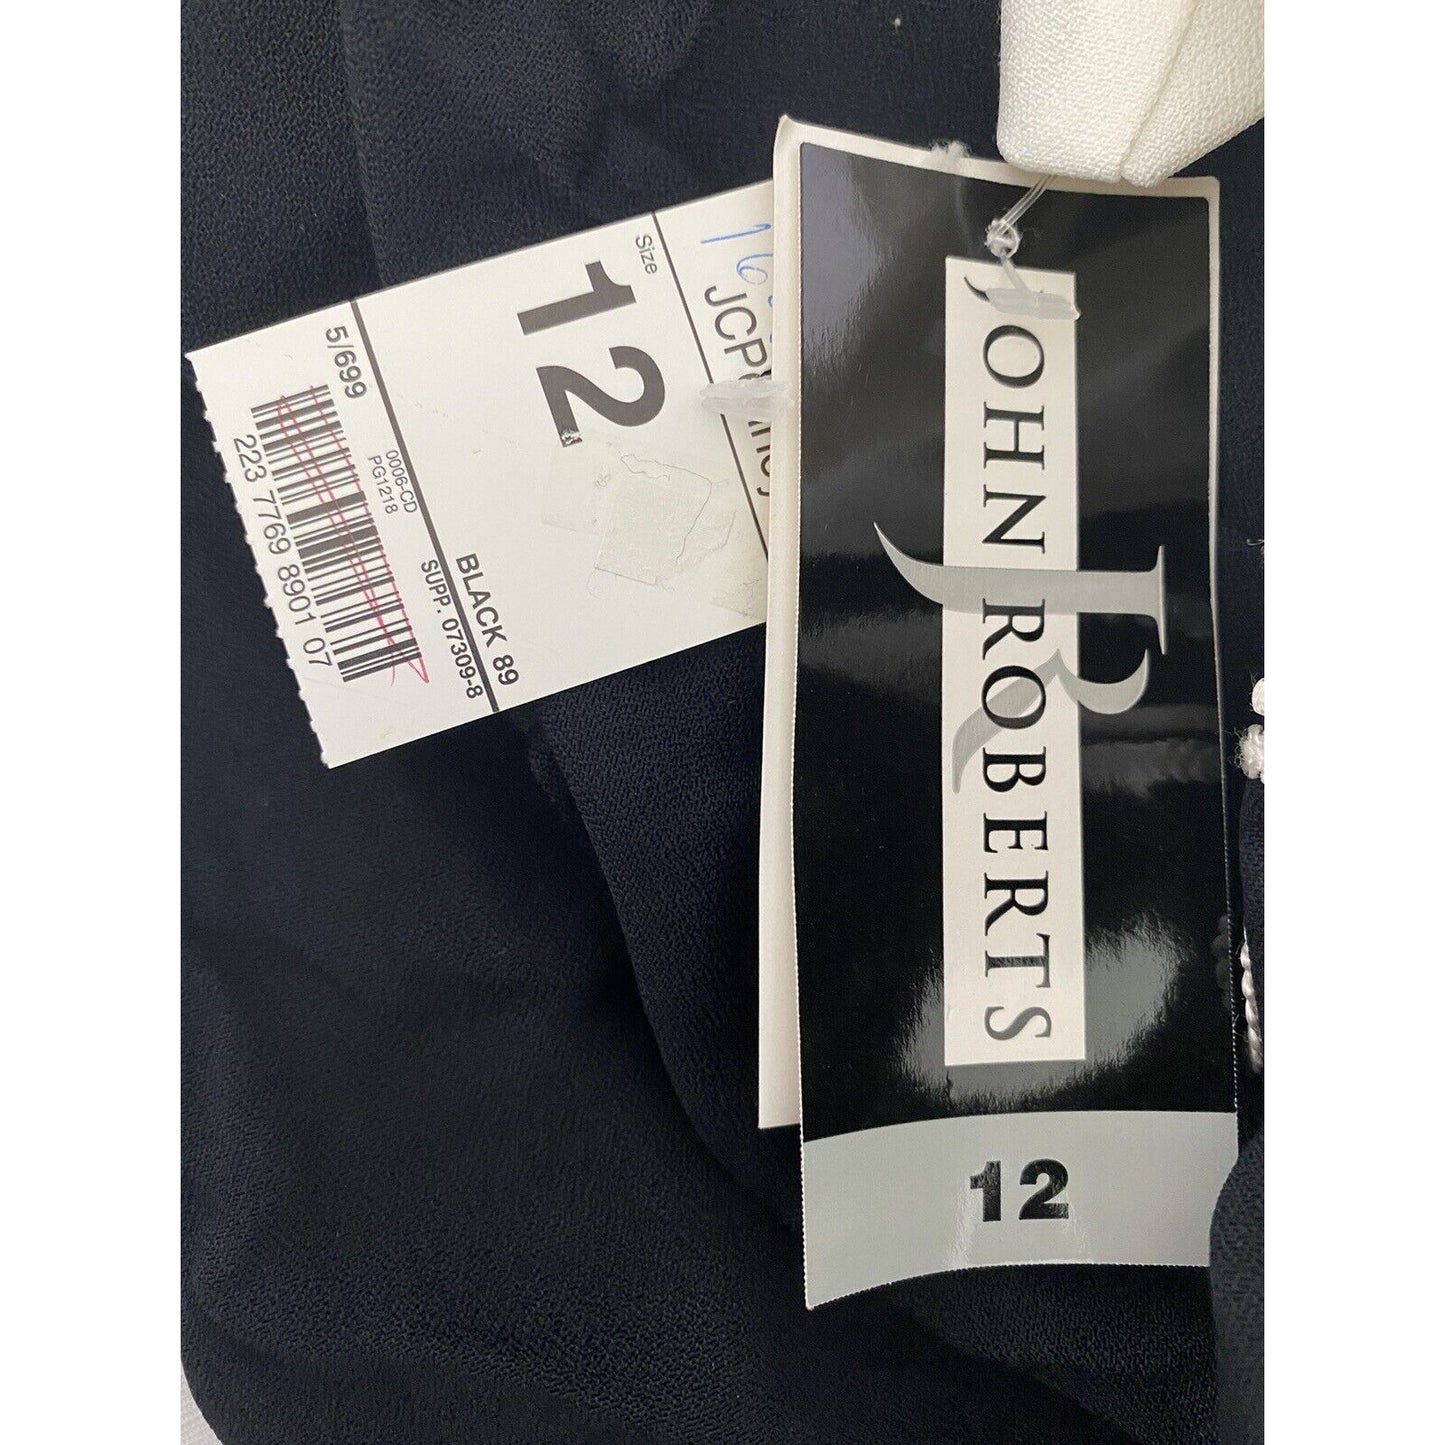 JCPenney
Size
12
BLACK 89
SUPP. 07309-8
0006-CD
PG1218
5/699
223 7769 8901 07
JOHN ROBERTS
JR
12